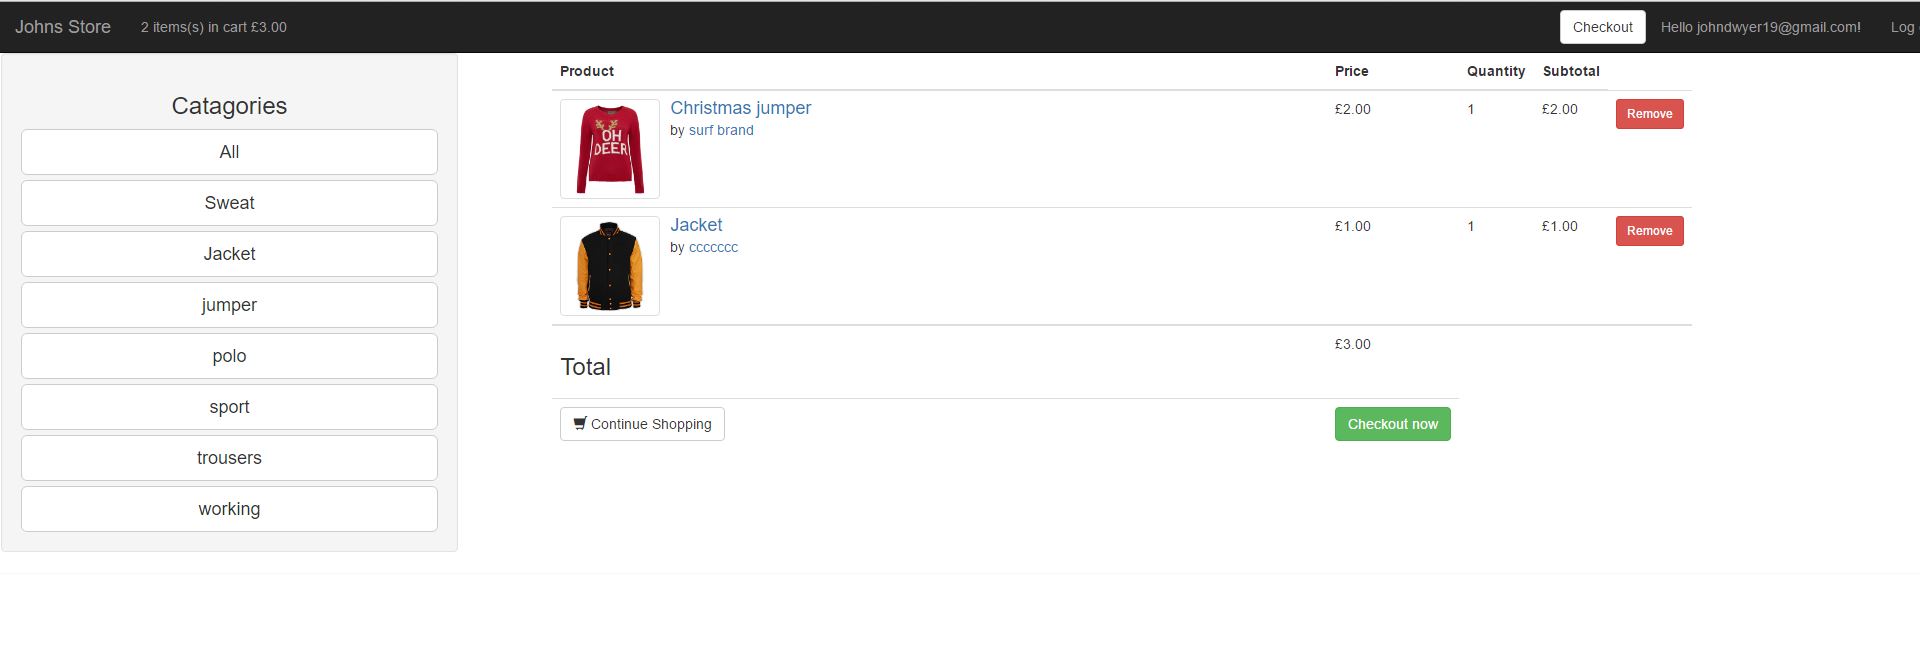 Johns Store 2 items(s) in cart £3.00 Checkout Hello johndwyer19@gmail.com! Log
Catagories
All
Sweat
Jacket
jumper
polo
sport
trousers
working
Product Price Quantity Subtotal
Christmas jumper £2.00 1 £2.00 Remove
by surf brand
OH
DEER
Jacket £1.00 1 £1.00 Remove
by ccccccc
£3.00
Total
Continue Shopping Checkout now